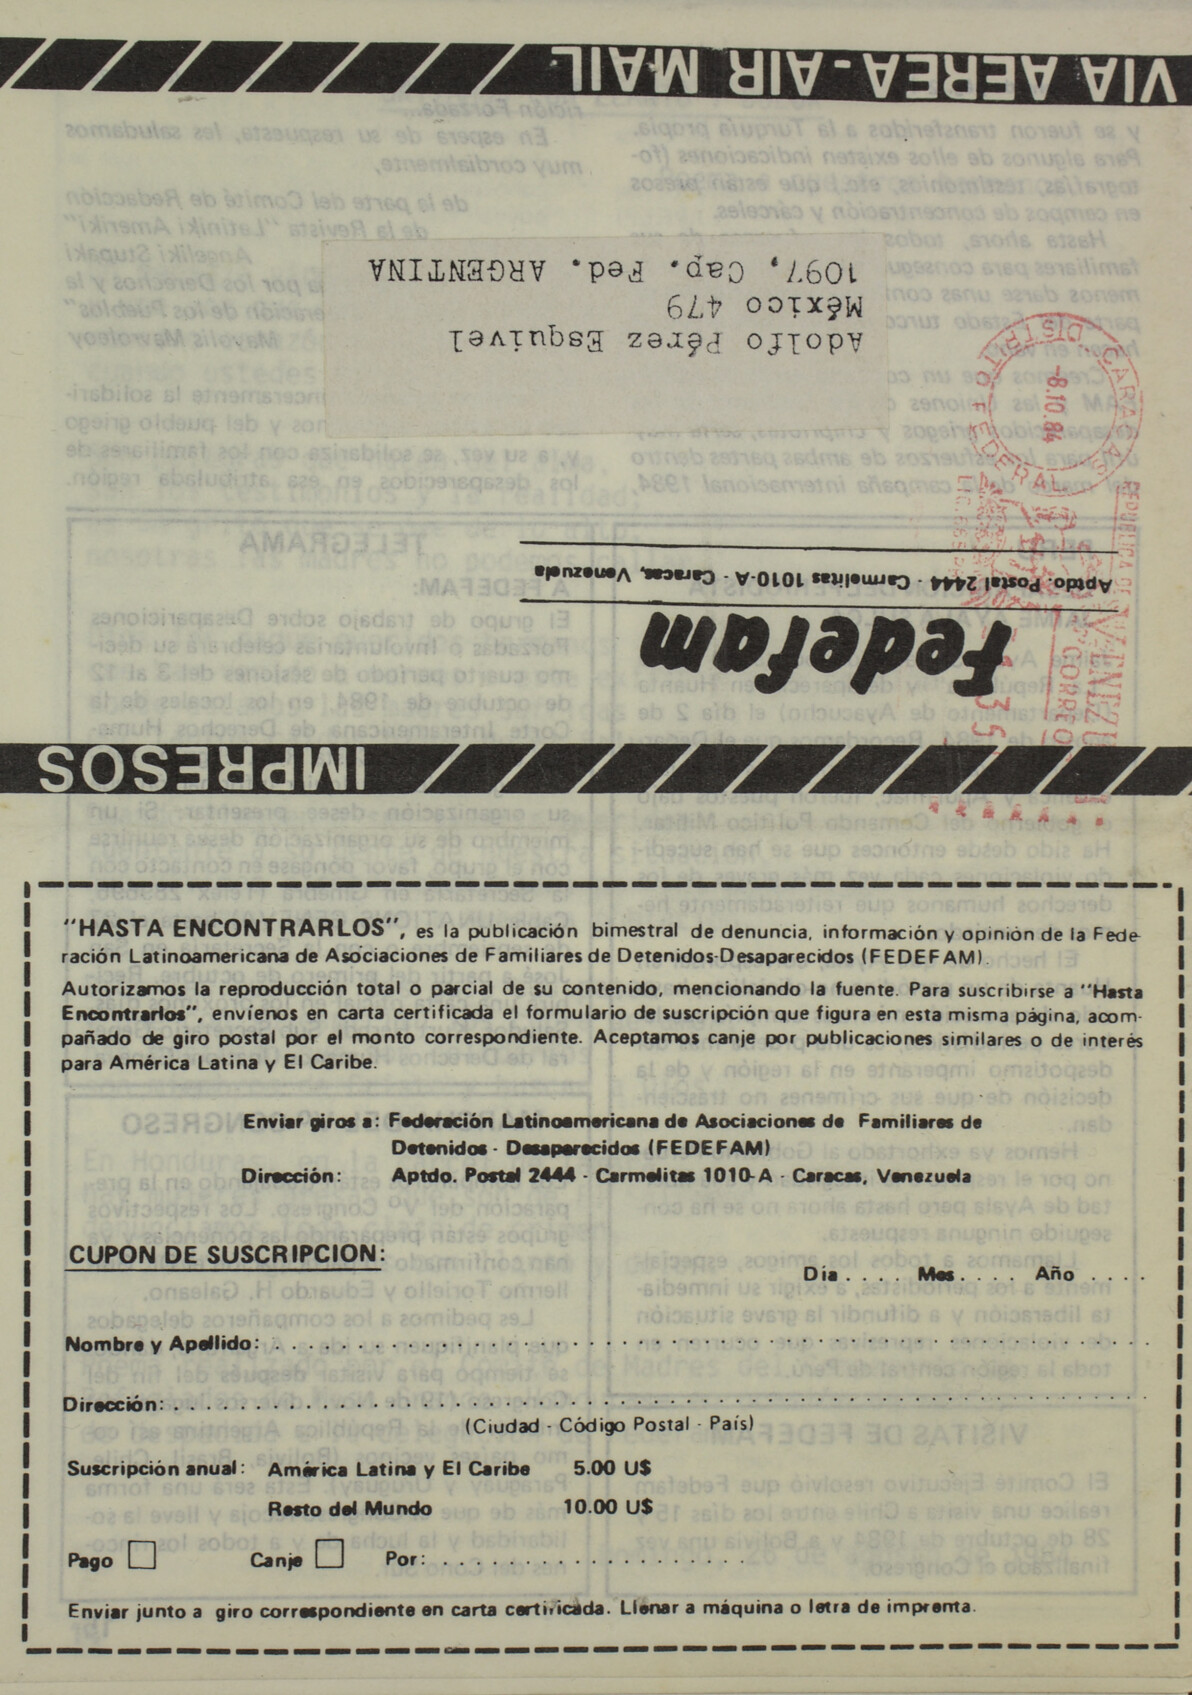 VIA AEREA-AIR MAIL
Adolfo Pérez Esquivel
México 479
1097, Cap. Fed. ARGENTINA
CARACAS
DISTRITO FEDERAL
-8.10.84
CORREO
Fedefam
Aptdo: Postal 2444 - Carmelitas 1010-A - Caracas, Venezuela
IMPRESOS
"HASTA ENCONTRARLOS", es la publicación bimestral de denuncia, información y opinión de la Fede-
ración Latinoamericana de Asociaciones de Familiares de Detenidos-Desaparecidos (FEDEFAM).
Autorizamos la reproducción total o parcial de su contenido, mencionando la fuente. Para suscribirse a "Hasta
Encontrarlos", envíenos en carta certificada el formulario de suscripción que figura en esta misma página, acom-
pañado de giro postal por el monto correspondiente. Aceptamos canje por publicaciones similares o de interés
para América Latina y El Caribe.
Enviar giros a: Federación Latinoamericana de Asociaciones de Familiares de
Detenidos - Desaparecidos (FEDEFAM)
Dirección: Aptdo. Postal 2444 - Carmelitas 1010-A - Caracas, Venezuela
CUPON DE SUSCRIPCION:
Día . . . . Mes . . . . Año . . . .
Nombre y Apellido: . . . . . . . . . . . . . . . . . . . . . . . . . . . . . . . . . . . . . . . .
Dirección: . . . . . . . . . . . . . . . . . . . . . . . . . . . . . . . . . . . . . . . . . . . .
(Ciudad - Código Postal - País)
Suscripción anual: América Latina y El Caribe 5.00 U$
Resto del Mundo 10.00 U$
Pago Canje Por: . . . . . . . . . . . . . . . . . .
Enviar junto a giro correspondiente en carta certificada. Llenar a máquina o letra de imprenta.